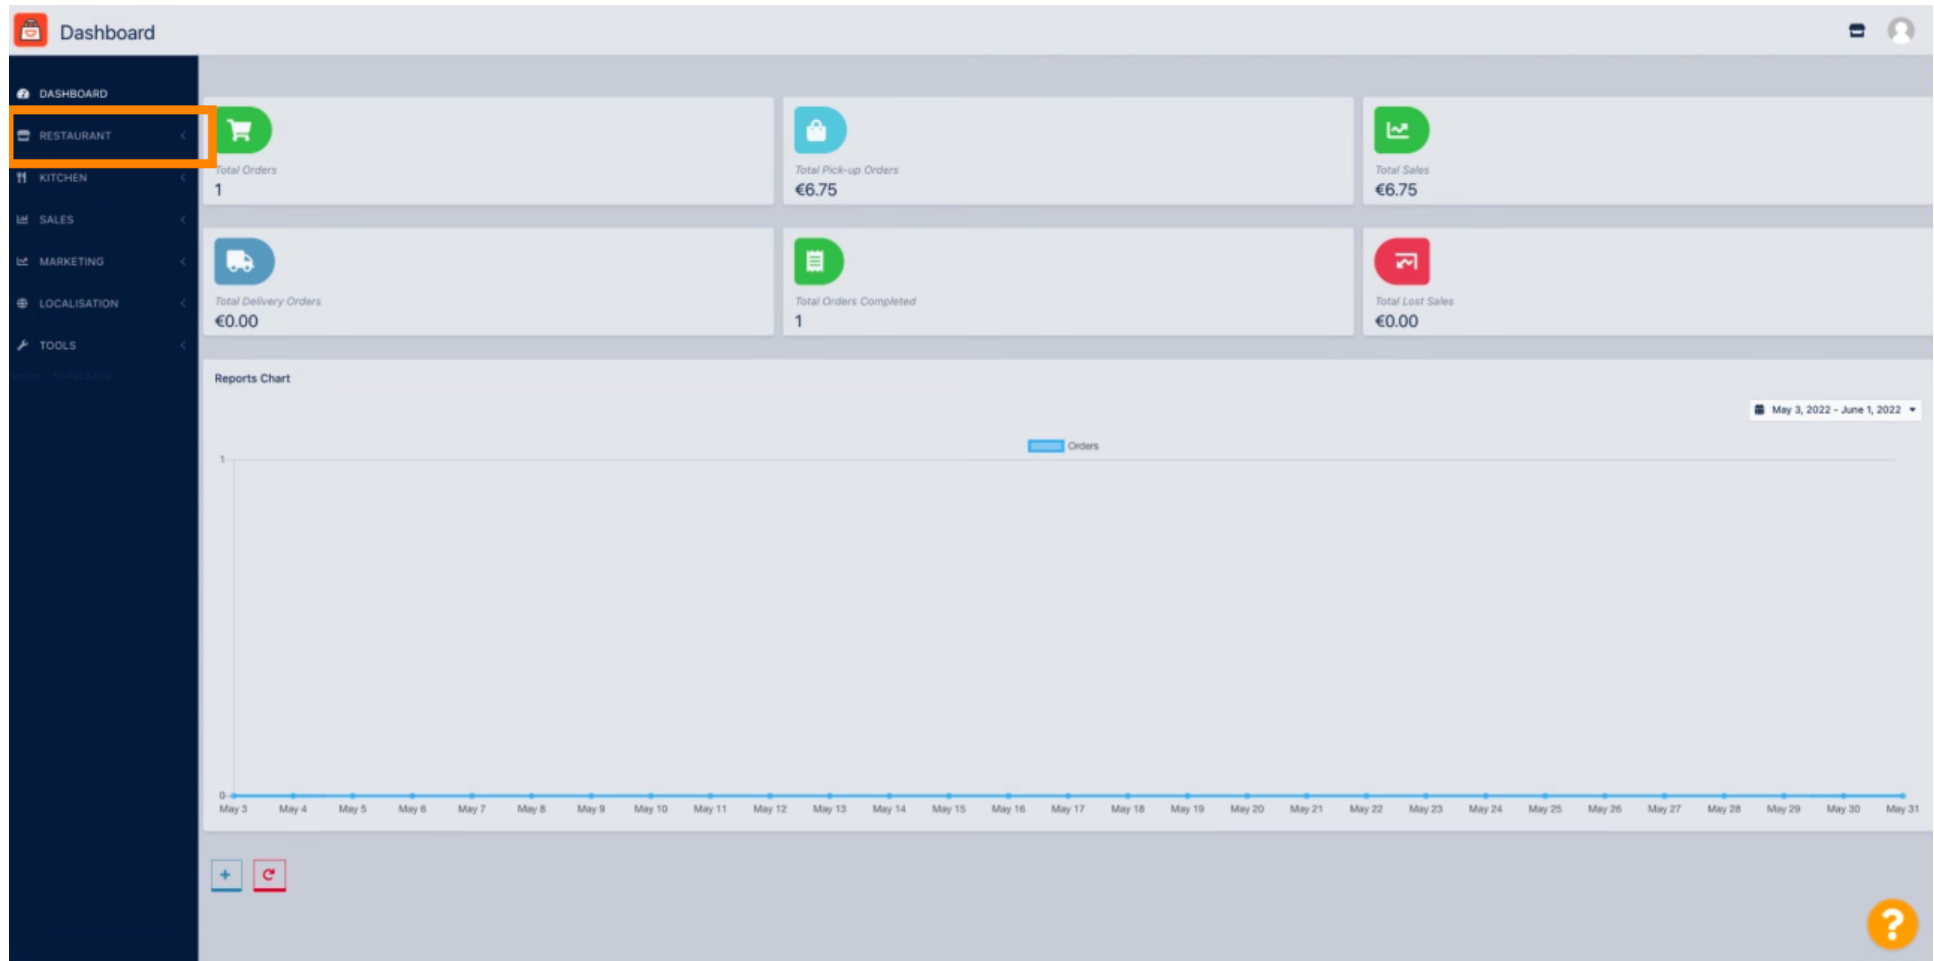 Dashboard
DASHBOARD
RESTAURANT
KITCHEN
SALES
MARKETING
LOCALISATION
TOOLS
Total Orders
1
Total Pick-up Orders
€6.75
Total Sales
€6.75
Total Delivery Orders
€0.00
Total Orders Completed
1
Total Lost Sales
€0.00
Reports Chart
May 3, 2022 - June 1, 2022
Orders
1
0
May 3 May 4 May 5 May 6 May 7 May 8 May 9 May 10 May 11 May 12 May 13 May 14 May 15 May 16 May 17 May 18 May 19 May 20 May 21 May 22 May 23 May 24 May 25 May 26 May 27 May 28 May 29 May 30 May 31